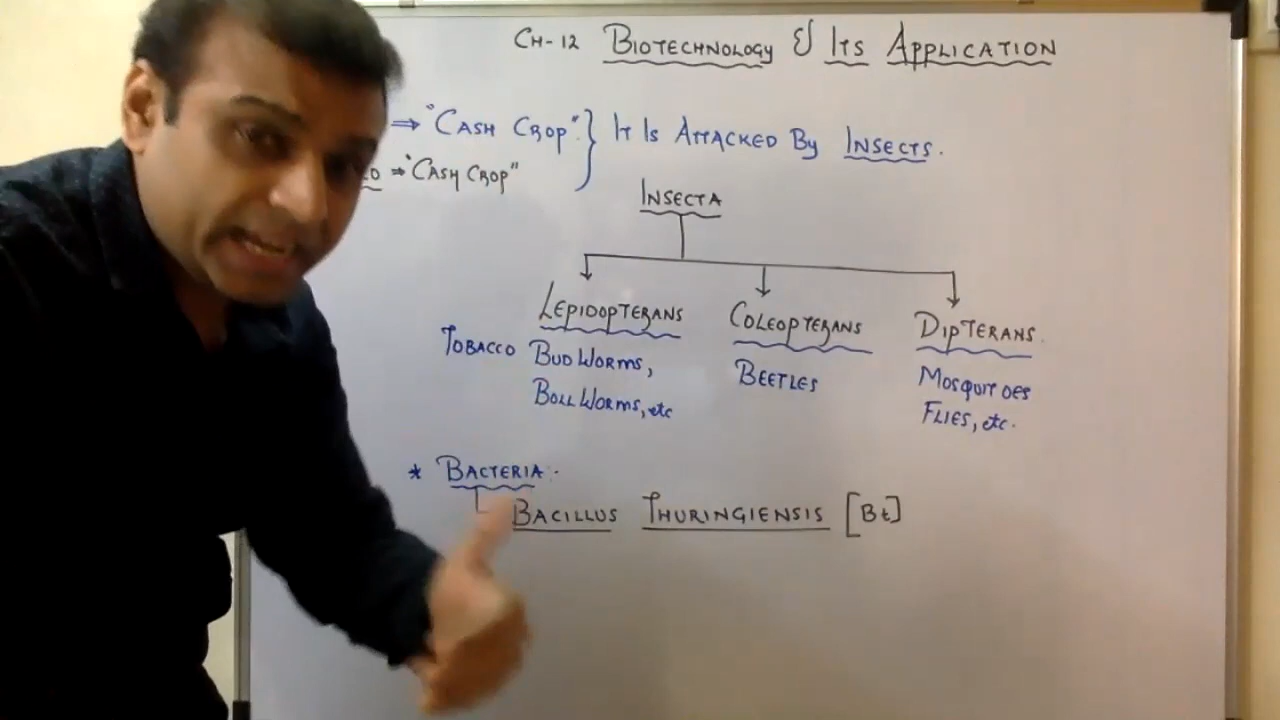 CH-12 BIOTECHNOLOGY & ITS APPLICATION
⇒ "CASH CROP" } IT IS ATTACKED BY INSECTS.
⇒ "CASH CROP"
INSECTA
LEPIDOPTERANS COLEOPTERANS DIPTERANS.
TOBACCO BUD WORMS, BEETLES MOSQUITOES
BOLL WORMS, etc FLIES, etc.
* BACTERIA:-
BACILLUS THURINGIENSIS [Bt]